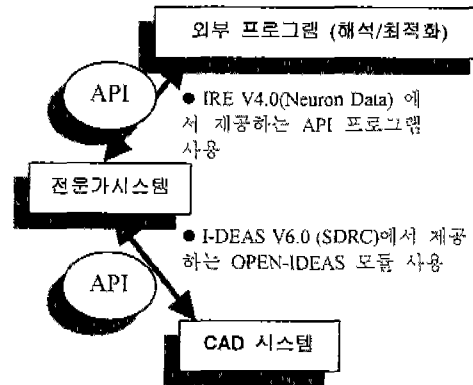 외부 프로그램 (해석/최적화)
API
● IRE V4.0(Neuron Data) 에
서 제공하는 API 프로그램
사용
전문가시스템
● I-DEAS V6.0 (SDRC)에서 제공
하는 OPEN-IDEAS 모듈 사용
API
CAD 시스템